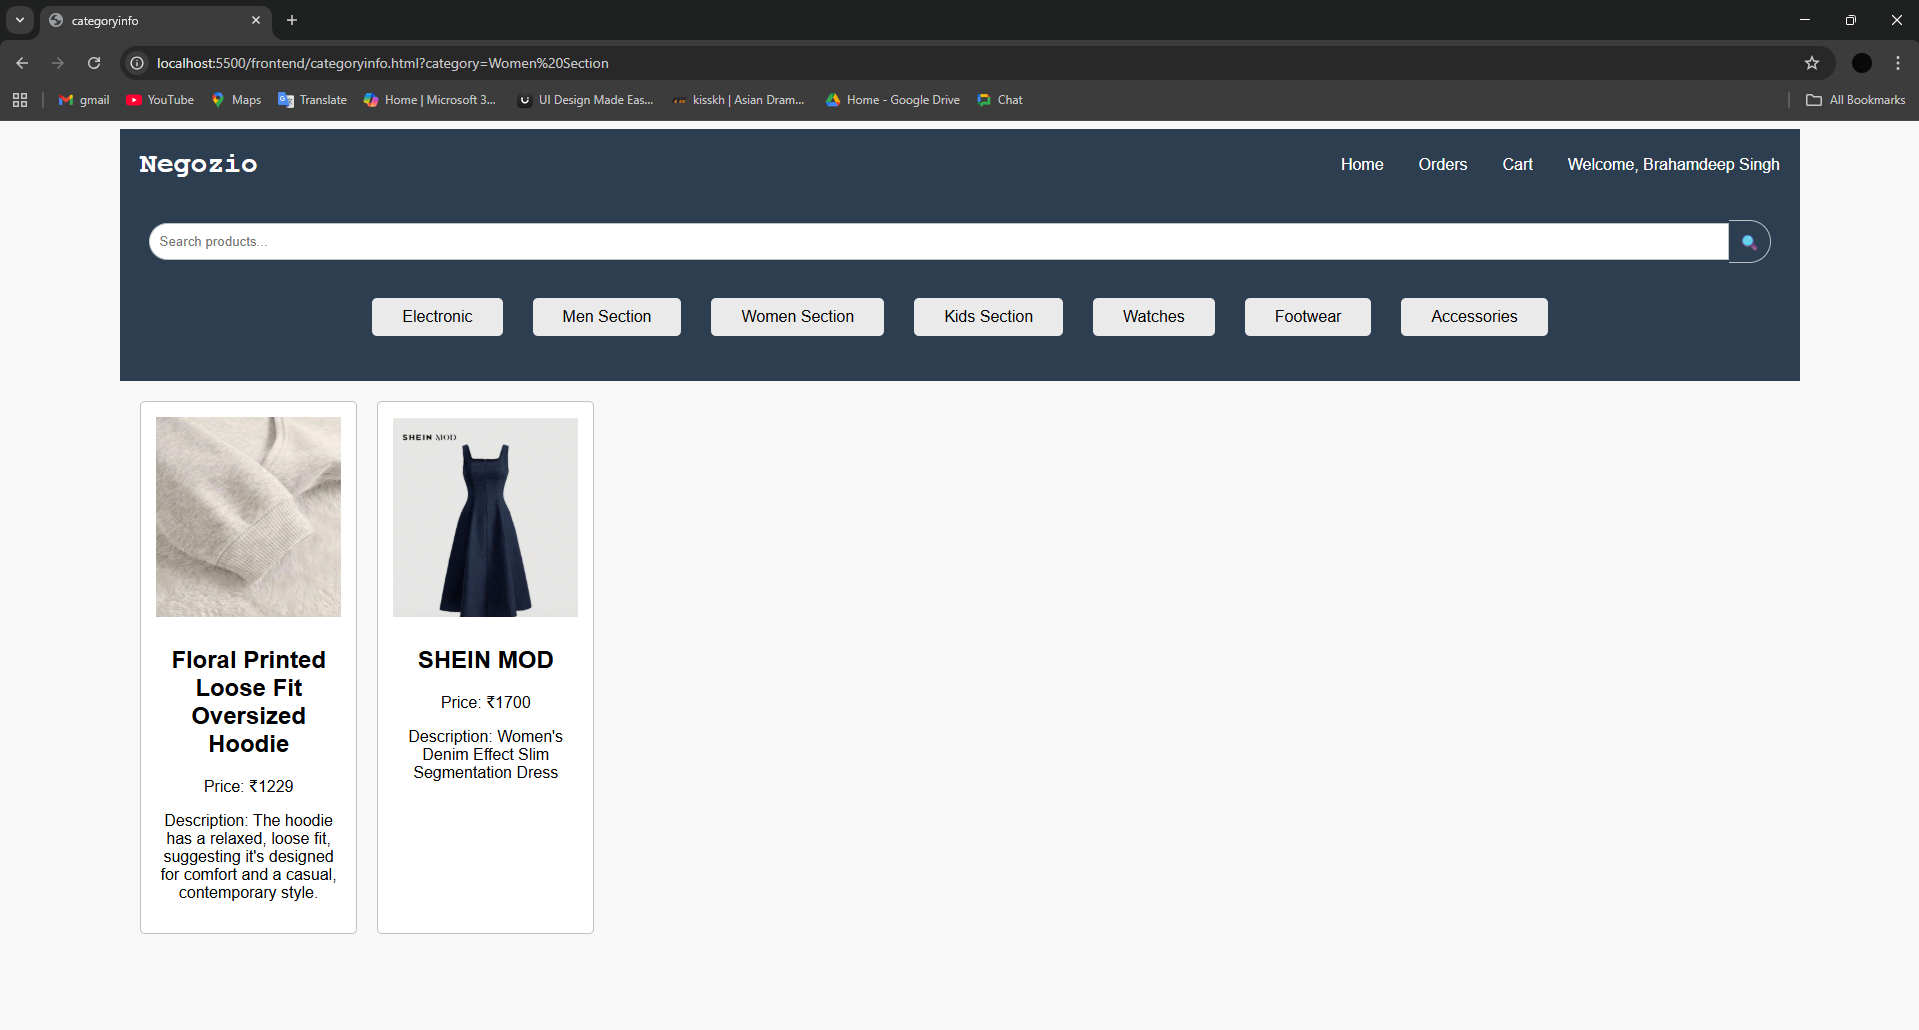 categoryinfo
localhost:5500/frontend/categoryinfo.html?category=Women%20Section
gmail YouTube Maps Translate Home | Microsoft 3... UI Design Made Eas... kisskh | Asian Dram... Home - Google Drive Chat All Bookmarks
Negozio Home Orders Cart Welcome, Brahamdeep Singh
Search products...
Electronic Men Section Women Section Kids Section Watches Footwear Accessories
SHEIN MOD
Floral Printed
Loose Fit
Oversized
Hoodie
Price: ₹1229
Description: The hoodie
has a relaxed, loose fit,
suggesting it's designed
for comfort and a casual,
contemporary style.
SHEIN MOD
Price: ₹1700
Description: Women's
Denim Effect Slim
Segmentation Dress